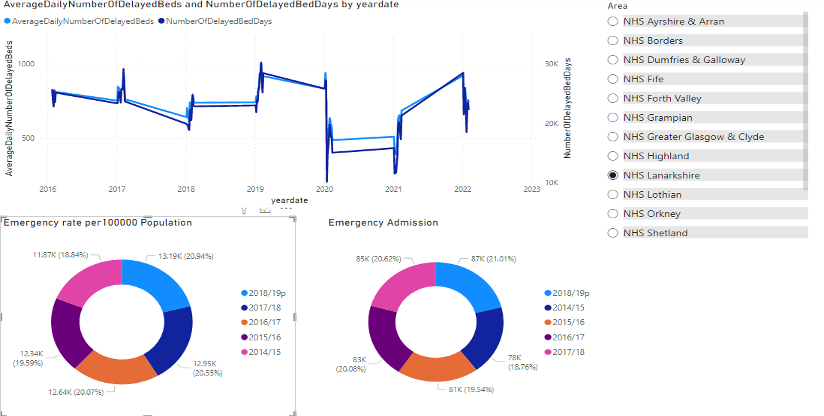 AverageDailyNumberOfDelayedBeds and NumberOfDelayedBedDays by yeardate
AverageDailyNumberOfDelayedBeds NumberOfDelayedBedDays
AverageDailyNumberOfDelayedBeds
1000
500
NumberOfDelayedBedDays
30K
20K
10K
2016 2017 2018 2019 2020 2021 2022 2023
yeardate
Area
NHS Ayrshire & Arran
NHS Borders
NHS Dumfries & Galloway
NHS Fife
NHS Forth Valley
NHS Grampian
NHS Greater Glasgow & Clyde
NHS Highland
NHS Lanarkshire
NHS Lothian
NHS Orkney
NHS Shetland
Emergency rate per100000 Population
11.87K (18.84%)
13.19K (20.94%)
12.34K
(19.59%)
12.95K
(20.55%)
12.64K (20.07%)
2018/19p
2017/18
2016/17
2015/16
2014/15
Emergency Admission
85K (20.62%)
87K (21.01%)
83K
(20.08%)
78K
(18.76%)
81K (19.54%)
2018/19p
2014/15
2016/17
2015/16
2017/18